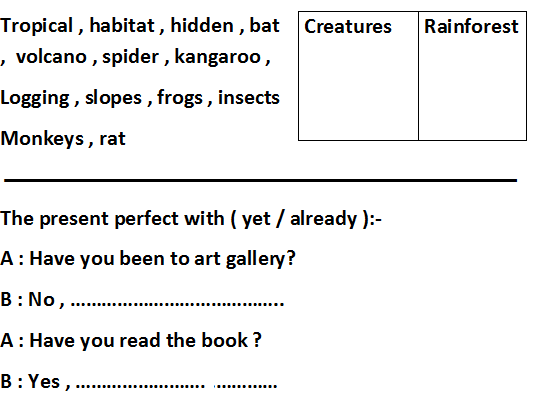 Tropical , habitat , hidden , bat
, volcano , spider , kangaroo ,
Logging , slopes , frogs , insects
Monkeys , rat
Creatures Rainforest
The present perfect with ( yet / already ):-
A : Have you been to art gallery?
B : No , ............................................
A : Have you read the book ?
B : Yes , ........................... .............